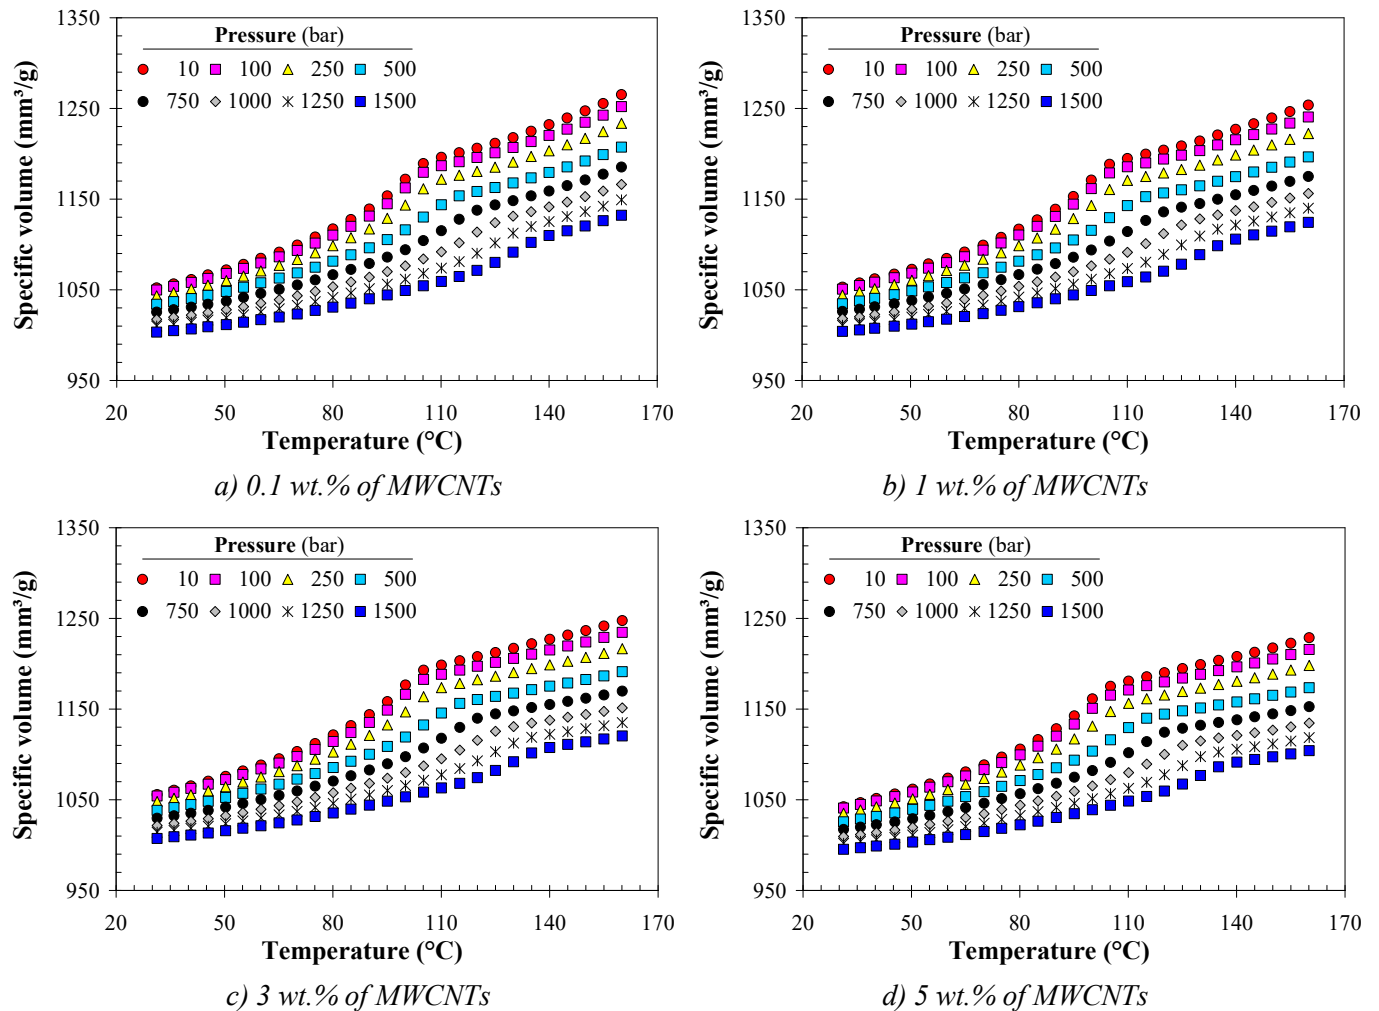 1350
1250
1150
1050
950
Specific volume (mm³/g)
Pressure (bar)
10 100 250 500
750 1000 1250 1500
20 50 80 110 140 170
Temperature (°C)
a) 0.1 wt.% of MWCNTs
1350
1250
1150
1050
950
Specific volume (mm³/g)
Pressure (bar)
10 100 250 500
750 1000 1250 1500
20 50 80 110 140 170
Temperature (°C)
b) 1 wt.% of MWCNTs
1350
1250
1150
1050
950
Specific volume (mm³/g)
Pressure (bar)
10 100 250 500
750 1000 1250 1500
20 50 80 110 140 170
Temperature (°C)
c) 3 wt.% of MWCNTs
1350
1250
1150
1050
950
Specific volume (mm³/g)
Pressure (bar)
10 100 250 500
750 1000 1250 1500
20 50 80 110 140 170
Temperature (°C)
d) 5 wt.% of MWCNTs